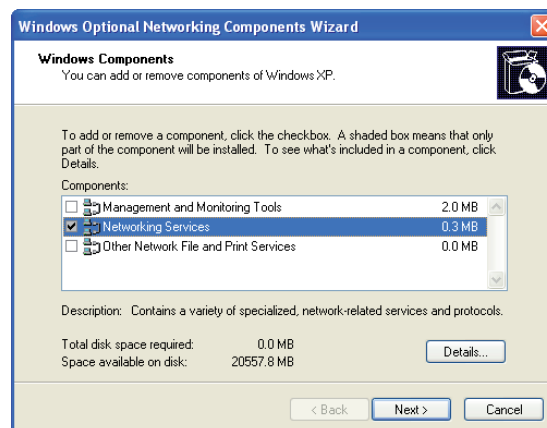 Windows Optional Networking Components Wizard
Windows Components
You can add or remove components of Windows XP.
To add or remove a component, click the checkbox. A shaded box means that only
part of the component will be installed. To see what's included in a component, click
Details.
Components:
Management and Monitoring Tools 2.0 MB
Networking Services 0.3 MB
Other Network File and Print Services 0.0 MB
Description: Contains a variety of specialized, network-related services and protocols.
Total disk space required: 0.0 MB
Space available on disk: 20557.8 MB
Details...
< Back Next > Cancel